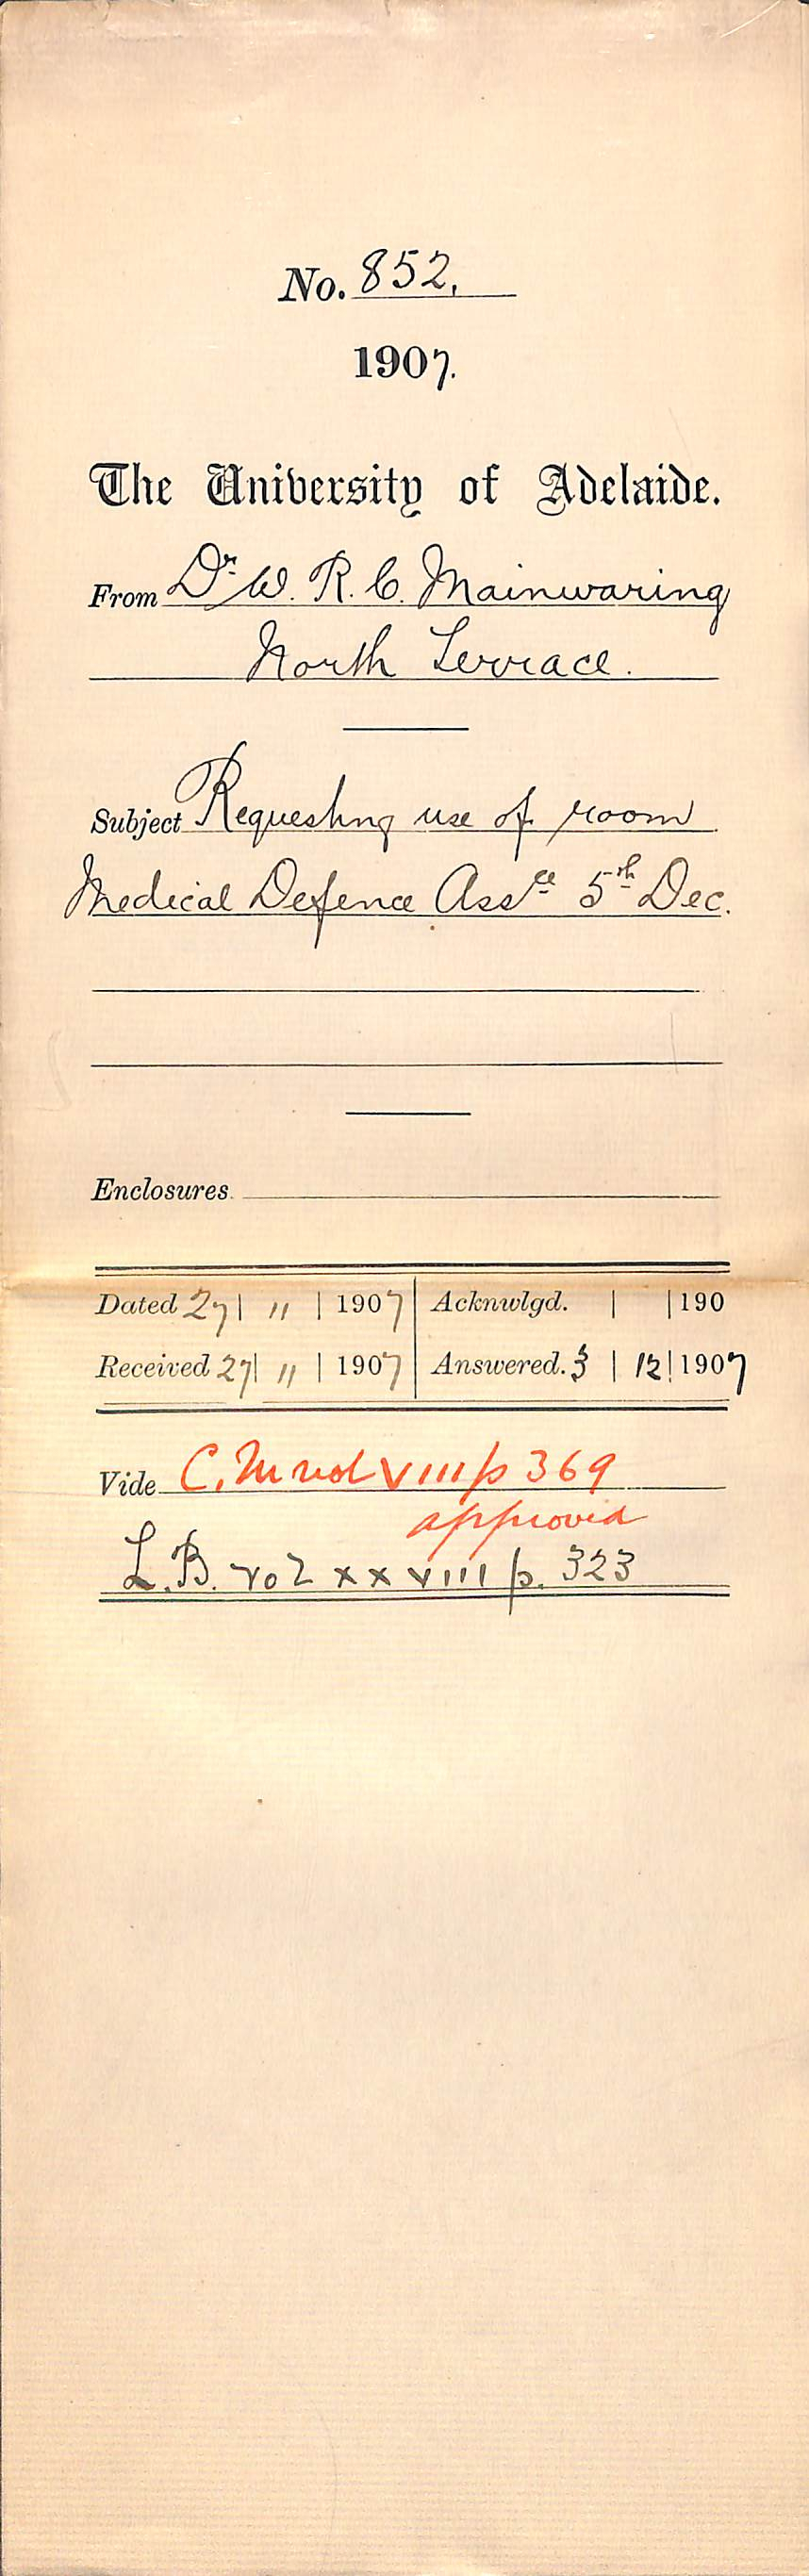 No. 852.
1907.
The University of Adelaide.
From Dr. W. R. C. Mainwaring
North Terrace.
Subject Requesting use of room
Medical Defence Assce 5th Dec.
Enclosures
Dated 27 | 11 | 1907 Acknwlgd. | | 190
Received 27 | 11 | 1907 Answered. 3 | 12 | 1907
Vide C.M vol VIII p 369
approved
L.B. vol XXVIII p. 323